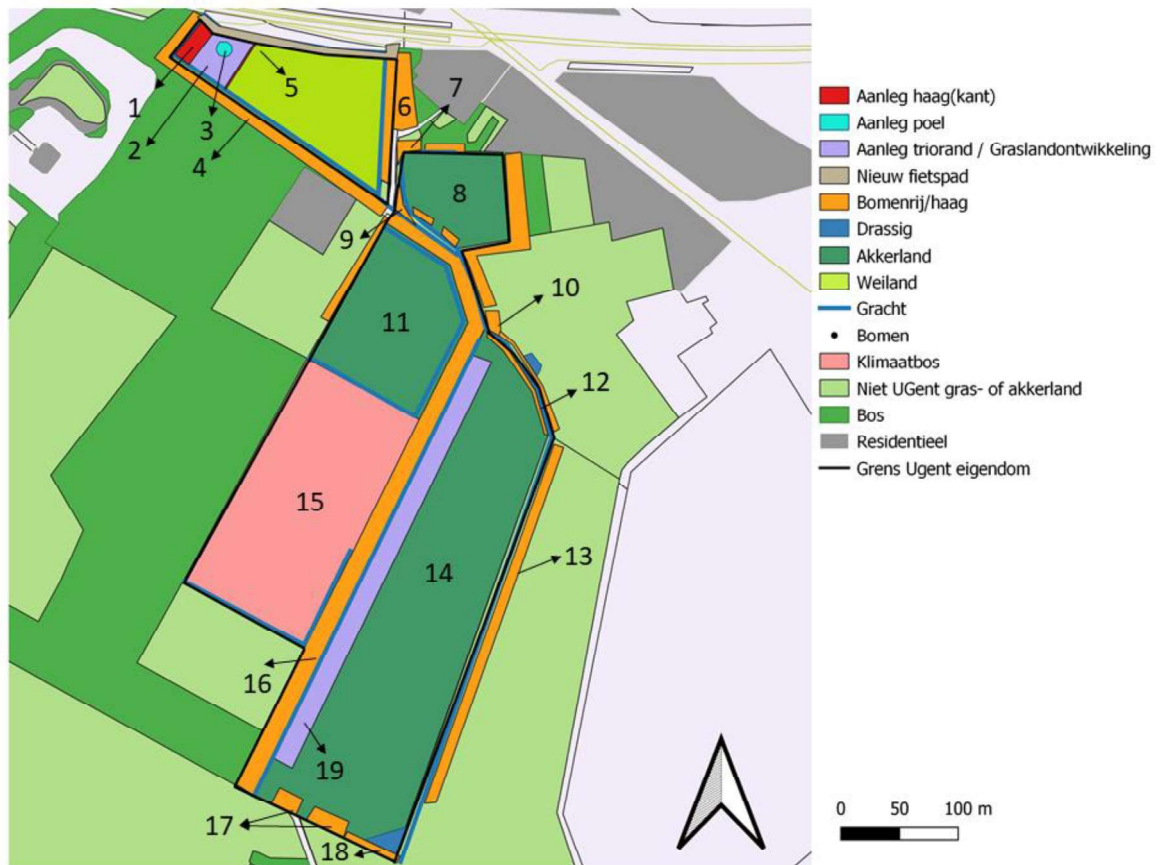 1
2
3
4
5
6
7
8
9
10
11
12
13
14
15
16
17
18
19
Aanleg haag(kant)
Aanleg poel
Aanleg triorand / Graslandontwikkeling
Nieuw fietspad
Bomenrij/haag
Drassig
Akkerland
Weiland
Gracht
Bomen
Klimaatbos
Niet UGent gras- of akkerland
Bos
Residentieel
Grens Ugent eigendom
0 50 100 m